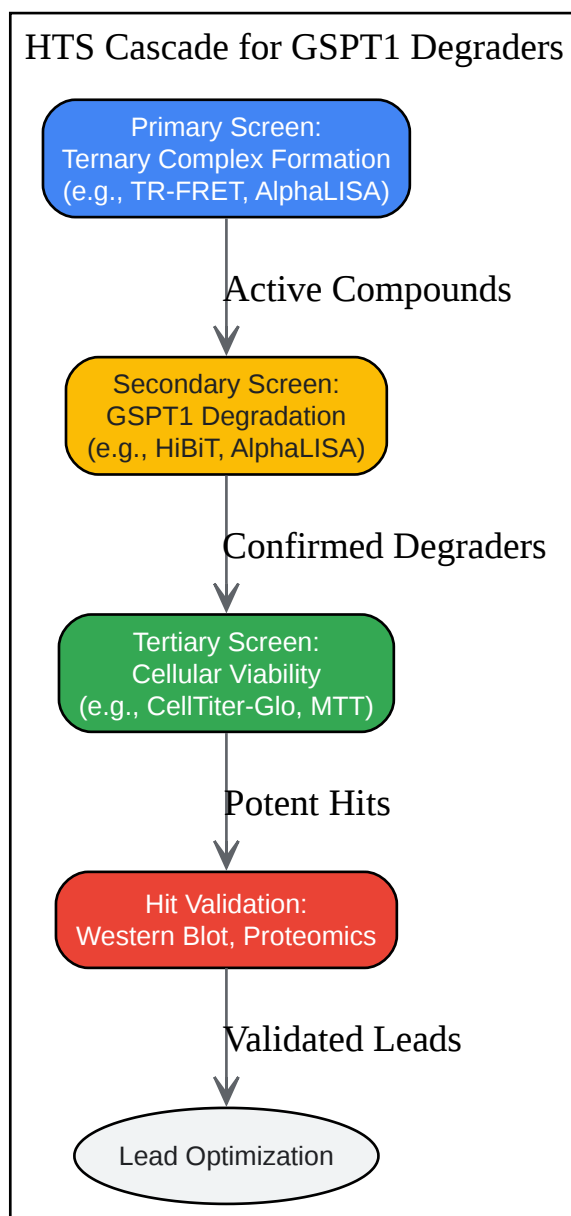 HTS Cascade for GSPT1 Degraders
Primary Screen:
Ternary Complex Formation
(e.g., TR-FRET, AlphaLISA)
Active Compounds
Secondary Screen:
GSPT1 Degradation
(e.g., HiBiT, AlphaLISA)
Confirmed Degraders
Tertiary Screen:
Cellular Viability
(e.g., CellTiter-Glo, MTT)
Potent Hits
Hit Validation:
Western Blot, Proteomics
Validated Leads
Lead Optimization